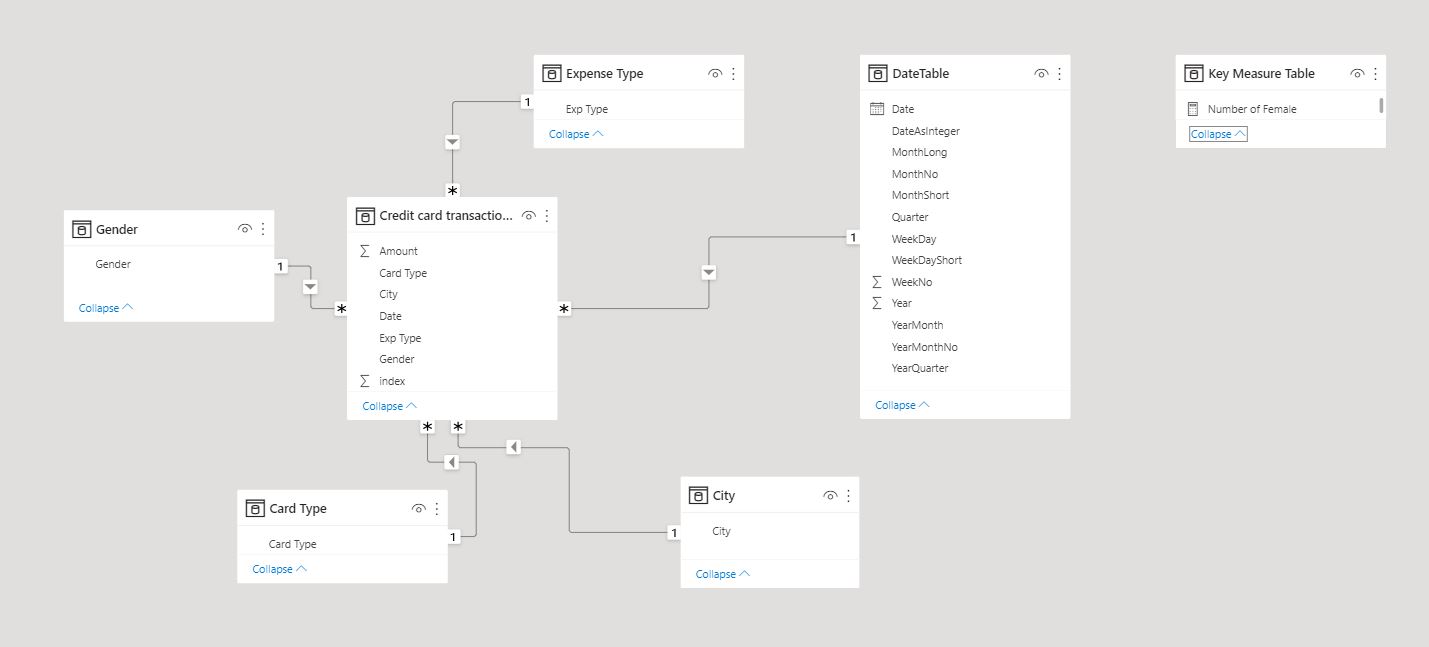 Expense Type
Exp Type
Collapse
1
*
DateTable
Date
DateAsInteger
MonthLong
MonthNo
MonthShort
Quarter
WeekDay
WeekDayShort
∑ WeekNo
∑ Year
YearMonth
YearMonthNo
YearQuarter
Collapse
1
*
Key Measure Table
Number of Female
Collapse
Gender
Gender
Collapse
1
*
Credit card transactio...
∑ Amount
Card Type
City
Date
Exp Type
Gender
∑ index
Collapse
*
*
Card Type
Card Type
Collapse
1
City
City
Collapse
1